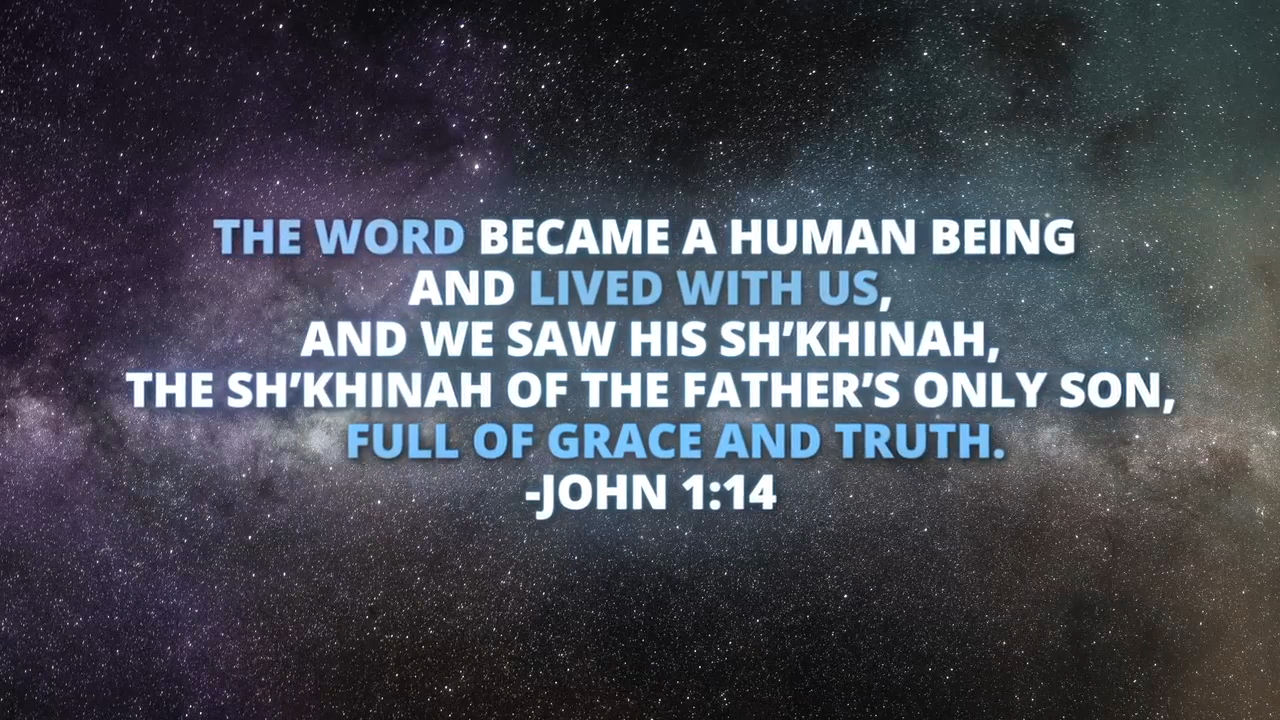 THE WORD BECAME A HUMAN BEING
AND LIVED WITH US,
AND WE SAW HIS SH’KHINAH,
THE SH’KHINAH OF THE FATHER’S ONLY SON,
FULL OF GRACE AND TRUTH.
-JOHN 1:14